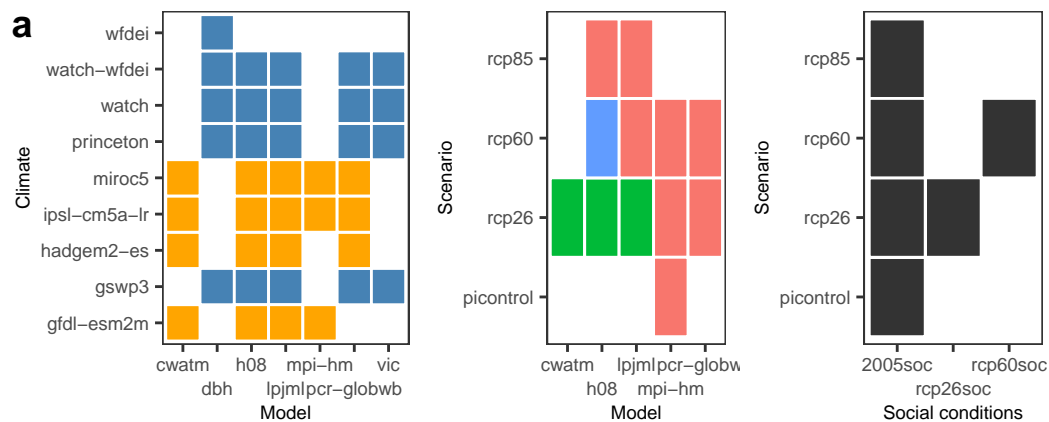 a
Climate
wfdei
watch−wfdei
watch
princeton
miroc5
ipsl−cm5a−lr
hadgem2−es
gswp3
gfdl−esm2m
cwatm
h08
mpi−hm
vic
dbh
lpjml
pcr−globwb
Model
Scenario
rcp85
rcp60
rcp26
picontrol
cwatm
lpjml
pcr−globw
h08
mpi−hm
Model
Scenario
rcp85
rcp60
rcp26
picontrol
2005soc
rcp60soc
rcp26soc
Social conditions